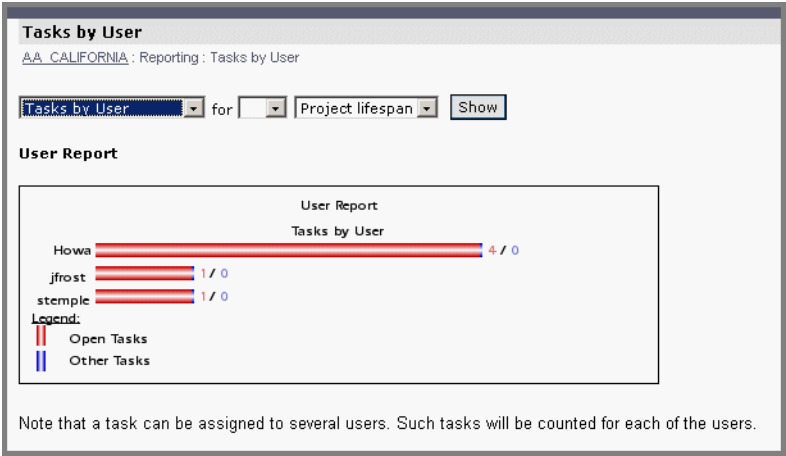 Tasks by User
AA_CALIFORNIA : Reporting : Tasks by User
Tasks by User for Project lifespan Show
User Report
User Report
Tasks by User
Howa 4 / 0
jfrost 1 / 0
stemple 1 / 0
Legend:
Open Tasks
Other Tasks
Note that a task can be assigned to several users. Such tasks will be counted for each of the users.